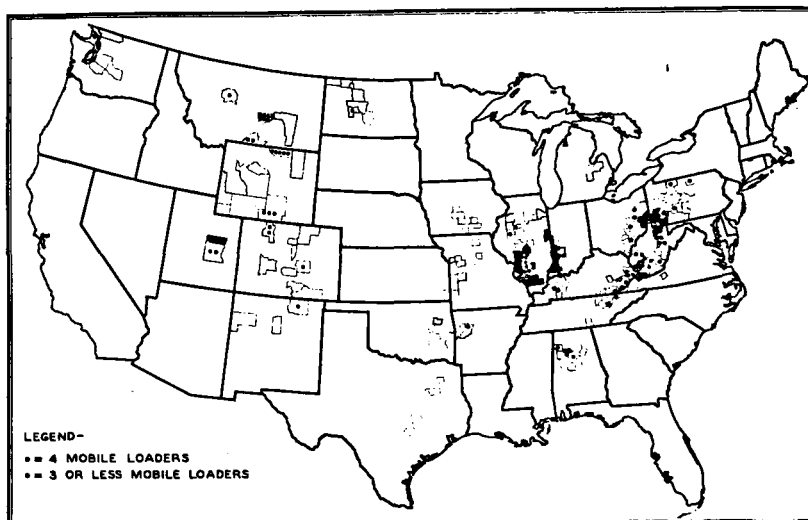 LEGEND-
• = 4 MOBILE LOADERS
• = 3 OR LESS MOBILE LOADERS